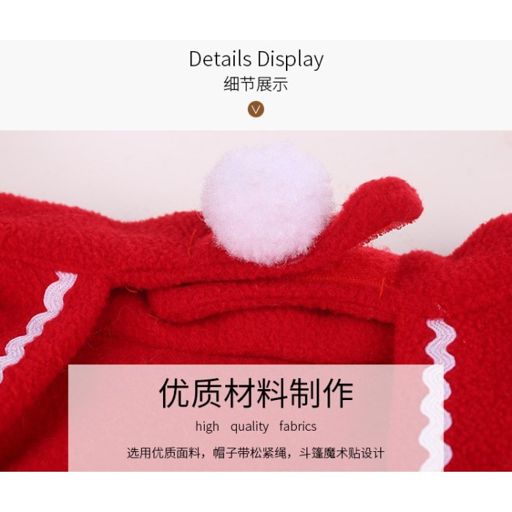 Details Display
细节展示
V
优质材料制作
high quality fabrics
选用优质面料，帽子带松紧绳，斗篷魔术贴设计